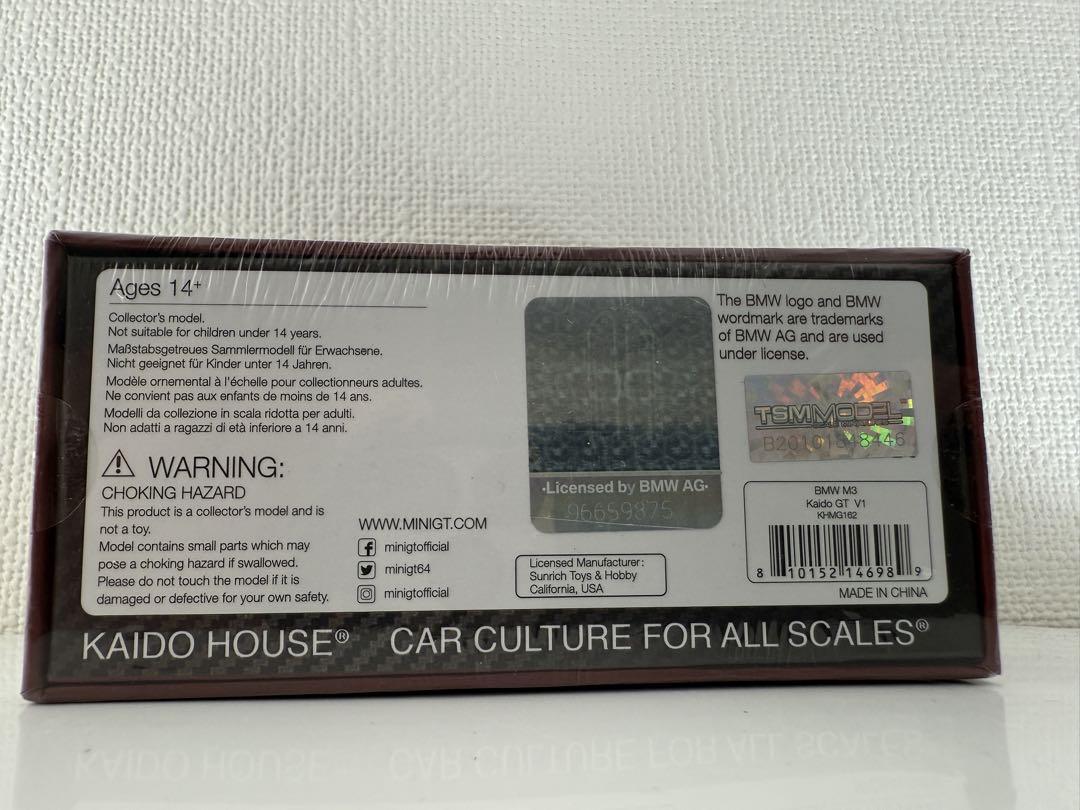 Ages 14+
Collector's model.
Not suitable for children under 14 years.
Maßstabsgetreues Sammlermodell für Erwachsene.
Nicht geeignet für Kinder unter 14 Jahren.
Modèle ornemental à l'échelle pour collectionneurs adultes.
Ne convient pas aux enfants de moins de 14 ans.
Modelli da collezione in scala ridotta per adulti.
Non adatti a ragazzi di età inferiore a 14 anni.
WARNING:
CHOKING HAZARD
This product is a collector's model and is
not a toy.
Model contains small parts which may
pose a choking hazard if swallowed.
Please do not touch the model if it is
damaged or defective for your own safety.
WWW.MINIGT.COM
minigtofficial
minigt64
minigtofficial
·Licensed by BMW AG·
96659875
Licensed Manufacturer:
Sunrich Toys & Hobby
California, USA
The BMW logo and BMW
wordmark are trademarks
of BMW AG and are used
under license.
TSMMODEL
BMW M3
Kaido GT V1
KHMG162
8 10152 14698 9
MADE IN CHINA
KAIDO HOUSE® CAR CULTURE FOR ALL SCALES®